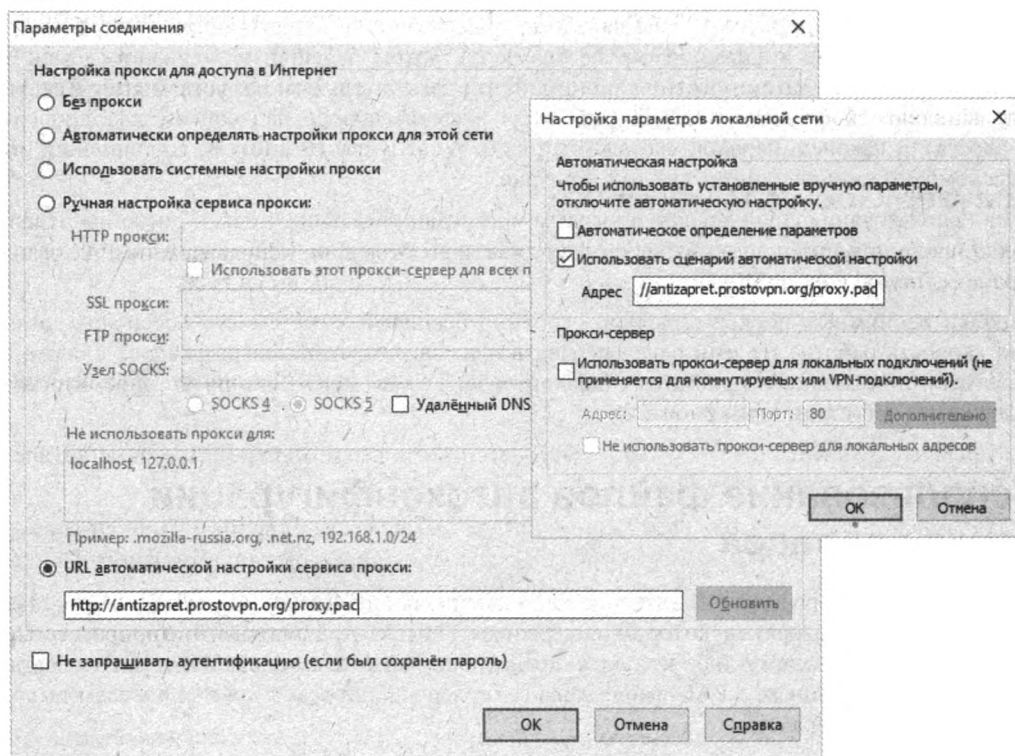 Параметры соединения
Настройка прокси для доступа в Интернет
Без прокси
Автоматически определять настройки прокси для этой сети
Использовать системные настройки прокси
Ручная настройка сервиса прокси:
HTTP прокси:
Использовать этот прокси-сервер для всех п
SSL прокси:
FTP прокси:
Узел SOCKS:
SOCKS 4
SOCKS 5
Удалённый DNS
Не использовать прокси для:
localhost, 127.0.0.1
Пример: .mozilla-russia.org, .net.nz, 192.168.1.0/24
URL автоматической настройки сервиса прокси:
http://antizapret.prostovpn.org/proxy.pac
Обновить
Не запрашивать аутентификацию (если был сохранён пароль)
ОК
Отмена
Справка
Настройка параметров локальной сети
Автоматическая настройка
Чтобы использовать установленные вручную параметры,
отключите автоматическую настройку.
Автоматическое определение параметров
Использовать сценарий автоматической настройки
Адрес
//antizapret.prostovpn.org/proxy.pac
Прокси-сервер
Использовать прокси-сервер для локальных подключений (не
применяется для коммутируемых или VPN-подключений).
Адрес:
Порт:
80
Дополнительно
Не использовать прокси-сервер для локальных адресов
ОК
Отмена